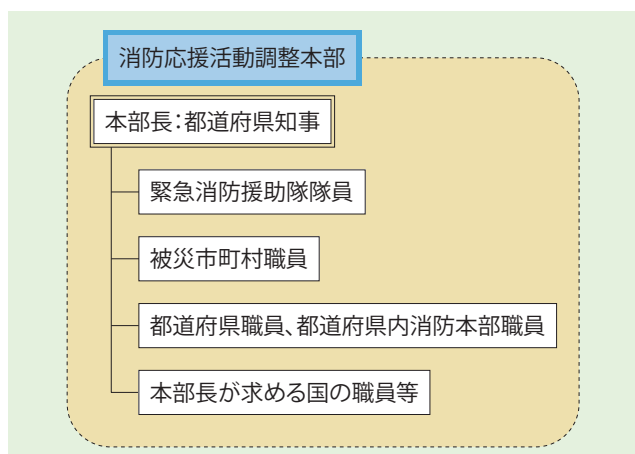 消防応援活動調整本部
本部長：都道府県知事
緊急消防援助隊隊員
被災市町村職員
都道府県職員、都道府県内消防本部職員
本部長が求める国の職員等